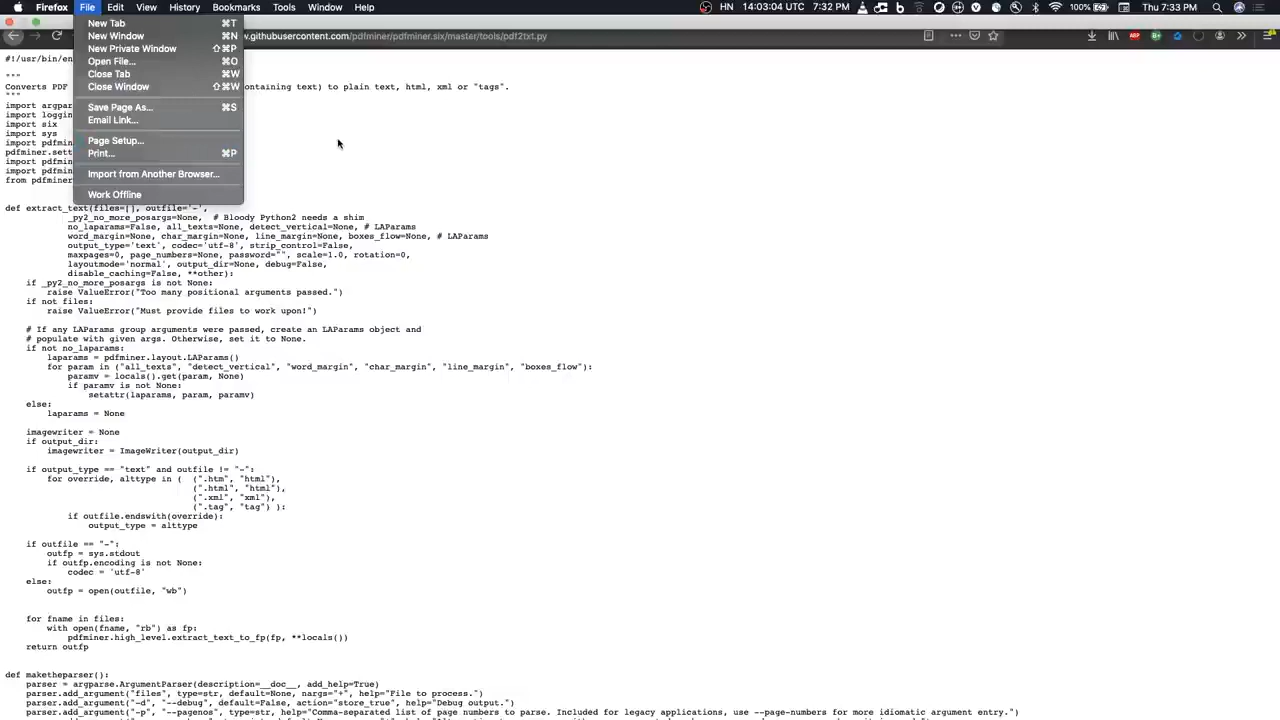 Firefox File Edit View History Bookmarks Tools Window Help HN 14:03:04 UTC 7:32 PM 100% Thu 7:33 PM
New Tab ⌘T
New Window ⌘N
New Private Window ⇧⌘P
Open File... ⌘O
Close Tab ⌘W
Close Window ⇧⌘W
Save Page As... ⌘S
Email Link...
Page Setup...
Print... ⌘P
Import from Another Browser...
Work Offline
.githubusercontent.com/pdfminer/pdfminer.six/master/tools/pdf2txt.py
#!/usr/bin/en
"""
Converts PDF ontaining text) to plain text, html, xml or "tags".
"""
import argpar
import loggin
import six
import sys
import pdfmin
pdfminer.sett
import pdfmin
import pdfmin
from pdfminer
def extract_text(files=[], outfile='-',
_py2_no_more_posargs=None, # Bloody Python2 needs a shim
no_laparams=False, all_texts=None, detect_vertical=None, # LAParams
word_margin=None, char_margin=None, line_margin=None, boxes_flow=None, # LAParams
output_type='text', codec='utf-8', strip_control=False,
maxpages=0, page_numbers=None, password="", scale=1.0, rotation=0,
layoutmode='normal', output_dir=None, debug=False,
disable_caching=False, **other):
if _py2_no_more_posargs is not None:
raise ValueError("Too many positional arguments passed.")
if not files:
raise ValueError("Must provide files to work upon!")
# If any LAParams group arguments were passed, create an LAParams object and
# populate with given args. Otherwise, set it to None.
if not no_laparams:
laparams = pdfminer.layout.LAParams()
for param in ("all_texts", "detect_vertical", "word_margin", "char_margin", "line_margin", "boxes_flow"):
paramv = locals().get(param, None)
if paramv is not None:
setattr(laparams, param, paramv)
else:
laparams = None
imagewriter = None
if output_dir:
imagewriter = ImageWriter(output_dir)
if output_type == "text" and outfile != "-":
for override, alttype in ( (".htm", "html"),
(".html", "html"),
(".xml", "xml"),
(".tag", "tag") ):
if outfile.endswith(override):
output_type = alttype
if outfile == "-":
outfp = sys.stdout
if outfp.encoding is not None:
codec = 'utf-8'
else:
outfp = open(outfile, "wb")
for fname in files:
with open(fname, "rb") as fp:
pdfminer.high_level.extract_text_to_fp(fp, **locals())
return outfp
def maketheparser():
parser = argparse.ArgumentParser(description=__doc__, add_help=True)
parser.add_argument("files", type=str, default=None, nargs="+", help="File to process.")
parser.add_argument("-d", "--debug", default=False, action="store_true", help="Debug output.")
parser.add_argument("-p", "--pagenos", type=str, help="Comma-separated list of page numbers to parse. Included for legacy applications, use --page-numbers for more idiomatic argument entry.")